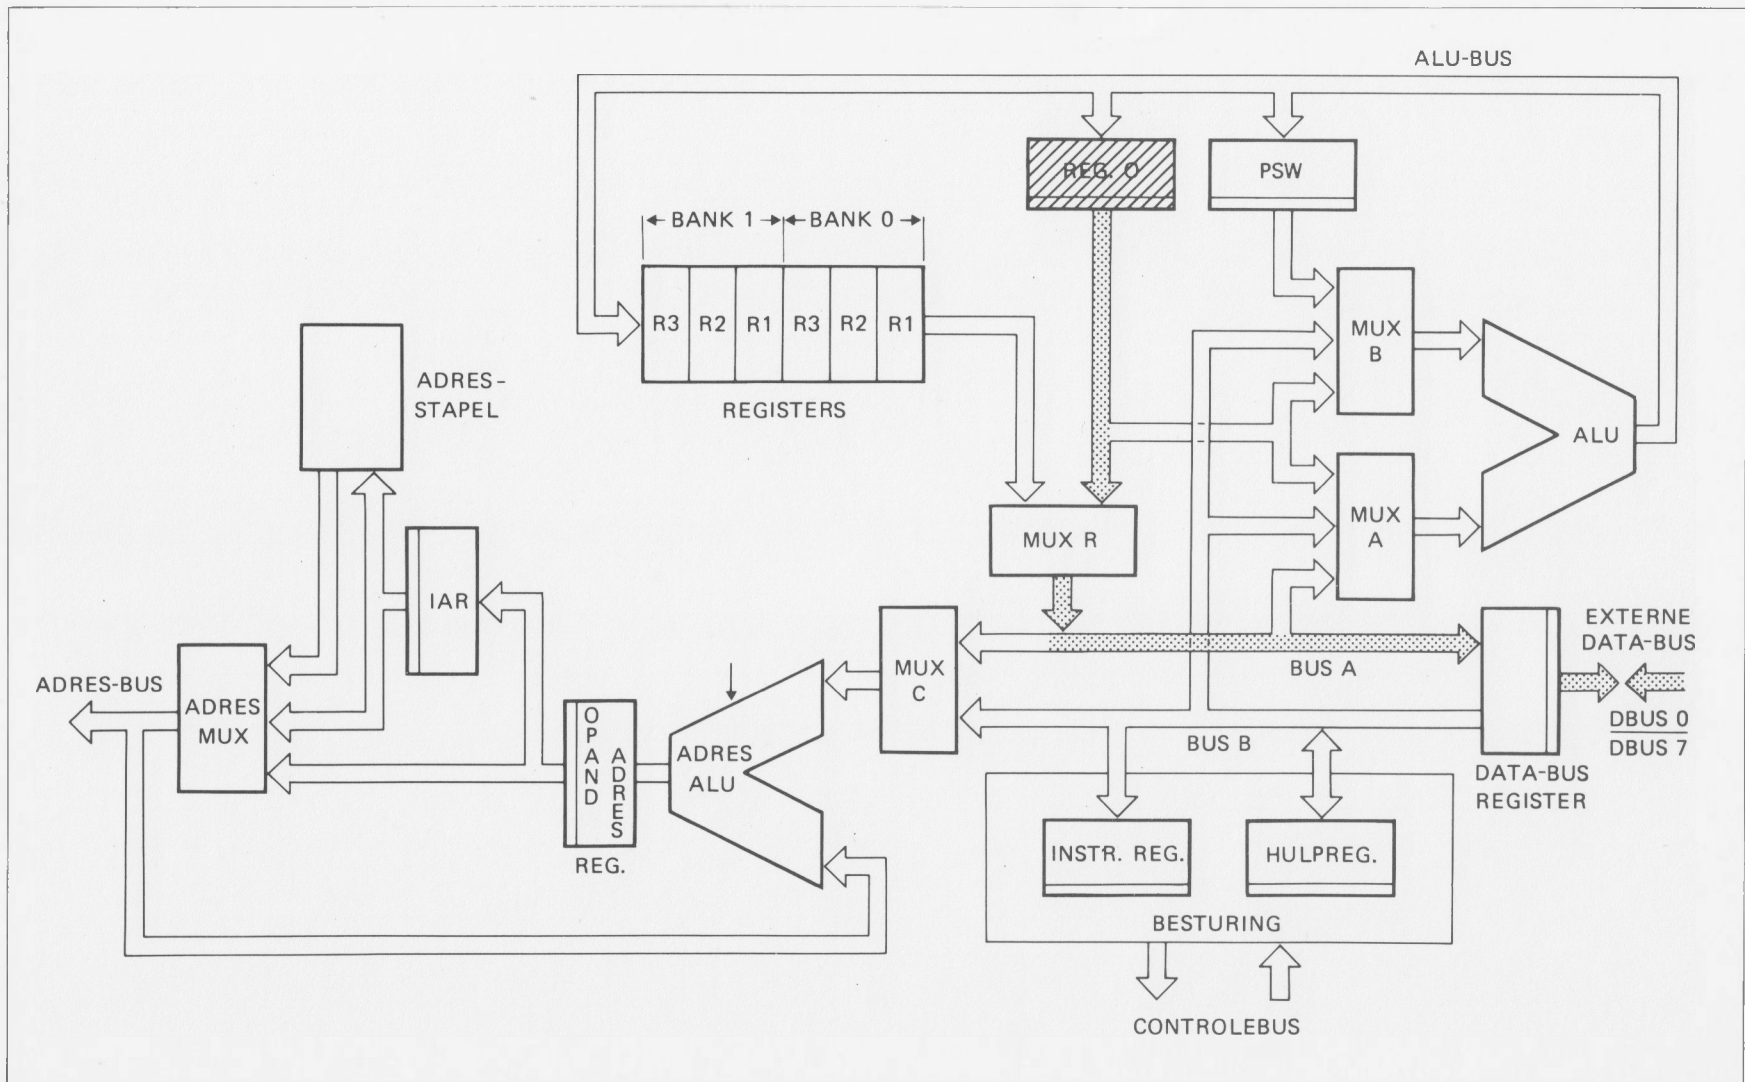 ALU-BUS
REG. 0
PSW
BANK 1
BANK 0
R3 R2 R1 R3 R2 R1
REGISTERS
ADRES-
STAPEL
MUX
B
ALU
MUX
A
MUX R
IAR
EXTERNE
DATA-BUS
BUS A
MUX
C
ADRES-BUS
ADRES
MUX
OPAND
ADRES
REG.
ADRES
ALU
BUS B
DBUS 0
DBUS 7
DATA-BUS
REGISTER
INSTR. REG.
HULPREG.
BESTURING
CONTROLEBUS